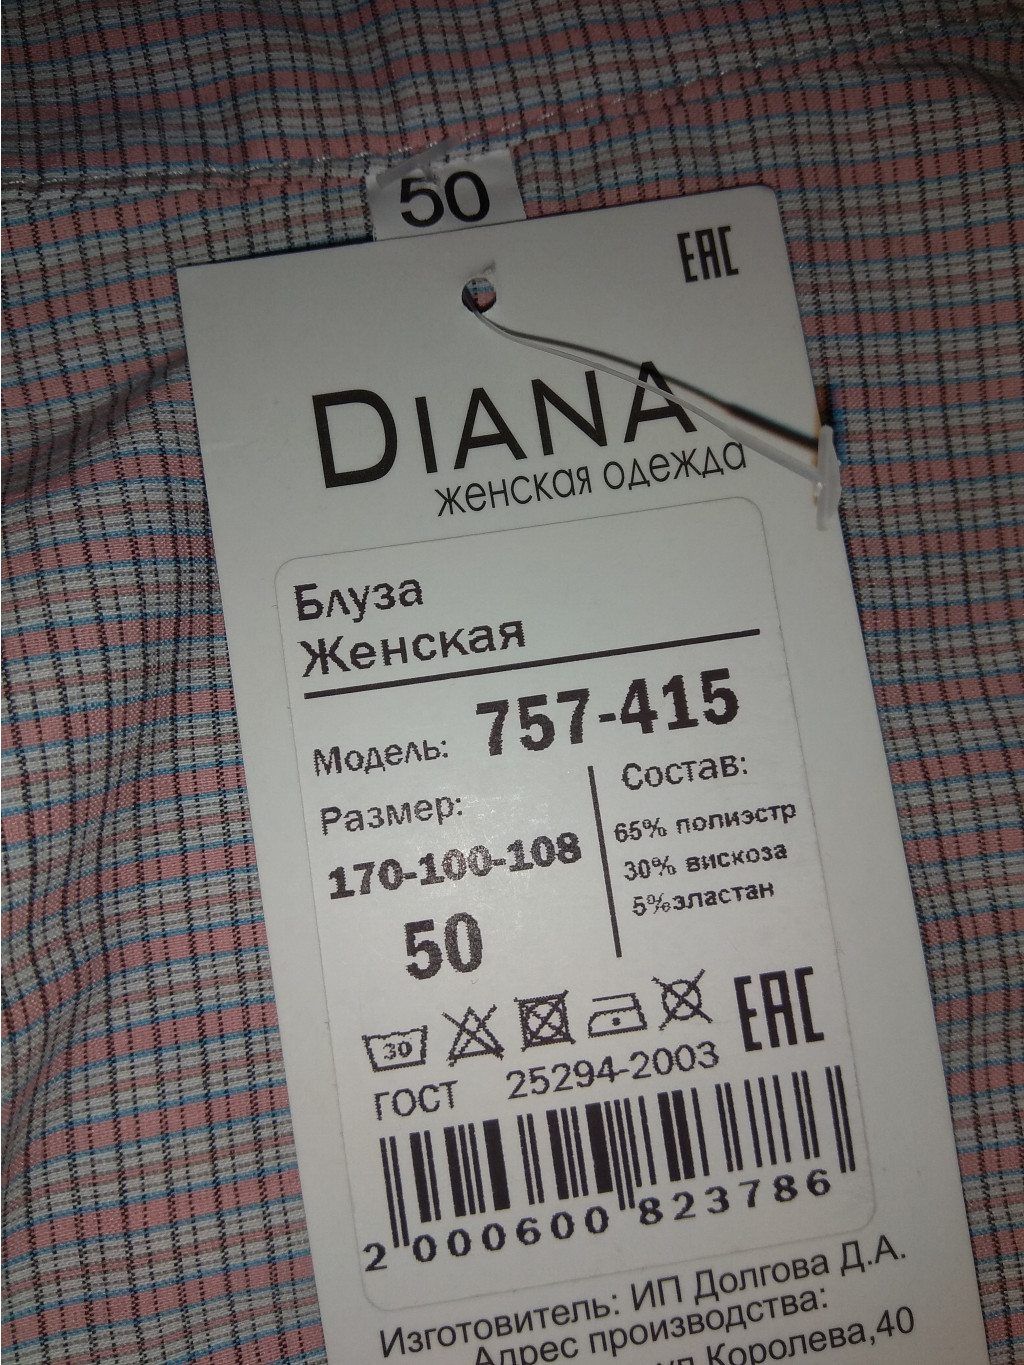 50
EAC
DIANA
женская одежда
Блуза
Женская
Модель: 757-415
Размер:
170-100-108
50
Состав:
65% полиэстр
30% вискоза
5%эластан
30
EAC
ГОСТ 25294-2003
2 000600 823786
Изготовитель: ИП Долгова Д.А.
Адрес производства:
ул Королева,40